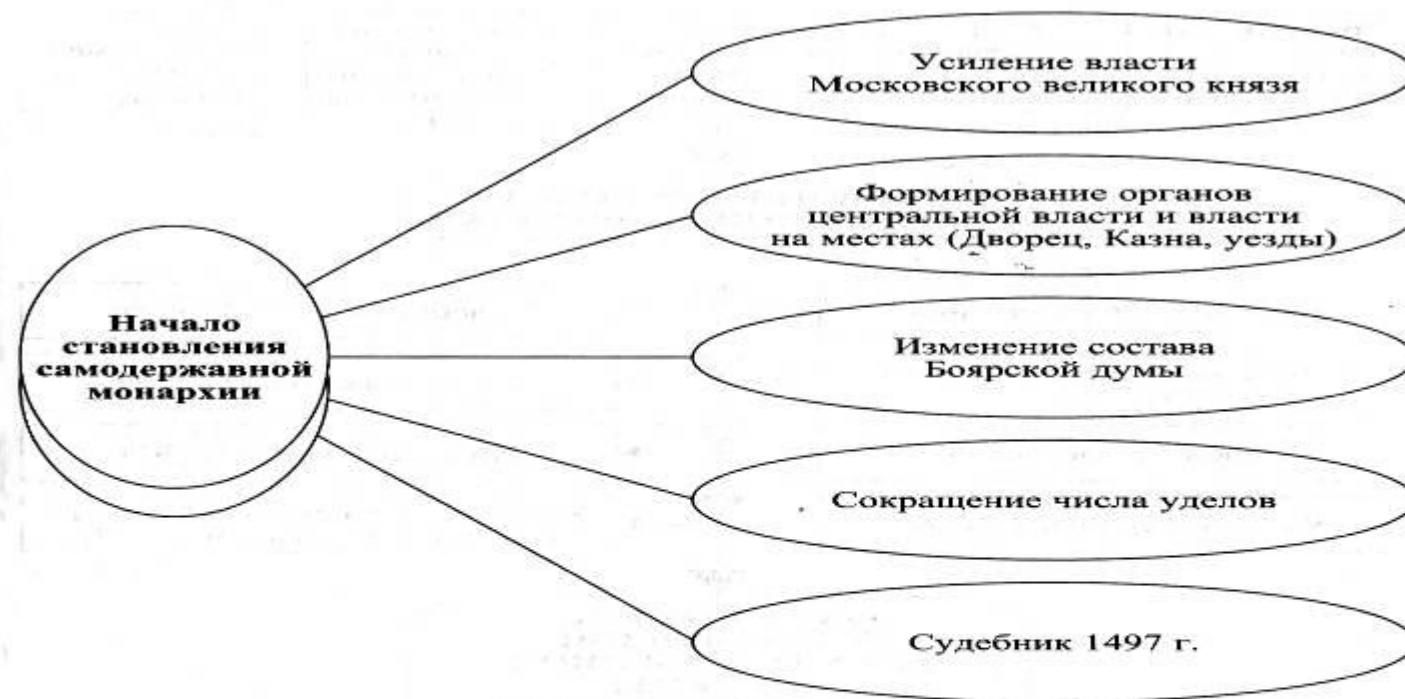 Начало
становления
самодержавной
монархии
Усиление власти
Московского великого князя
Формирование органов
центральной власти и власти
на местах (Дворец, Казна, уезды)
Изменение состава
Боярской думы
Сокращение числа уделов
Судебник 1497 г.